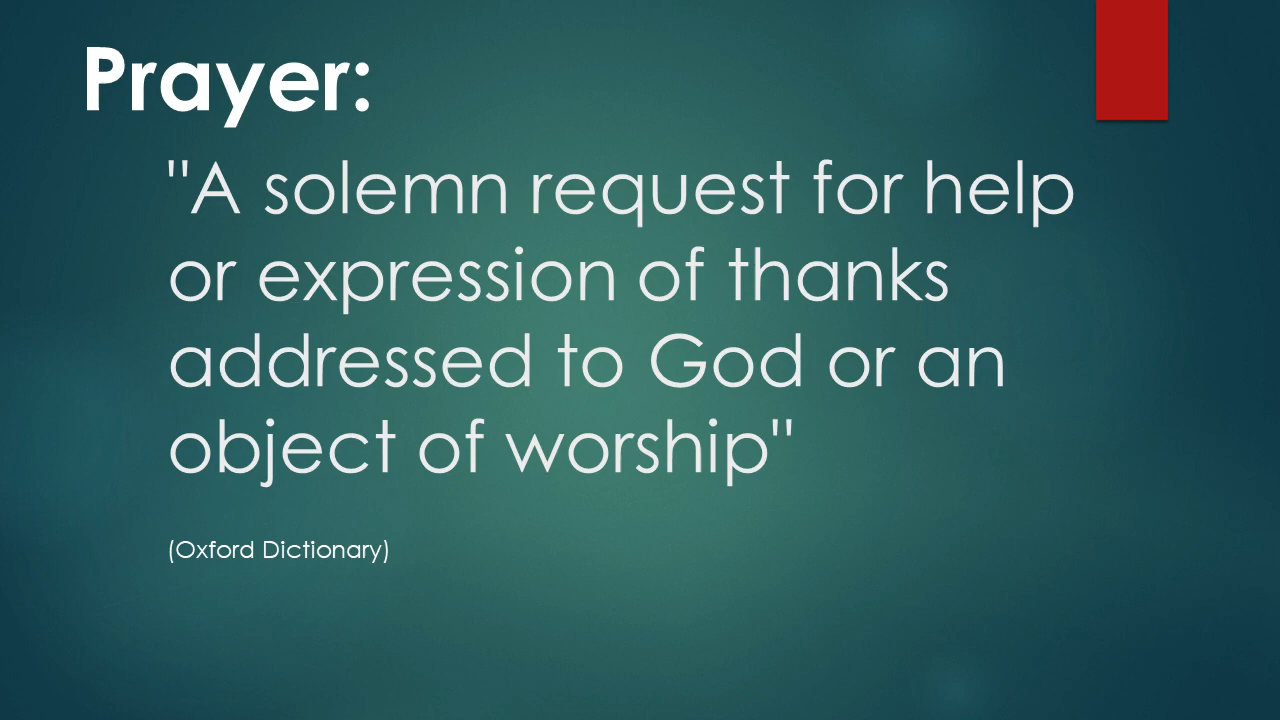 Prayer:
"A solemn request for help
or expression of thanks
addressed to God or an
object of worship"
(Oxford Dictionary)